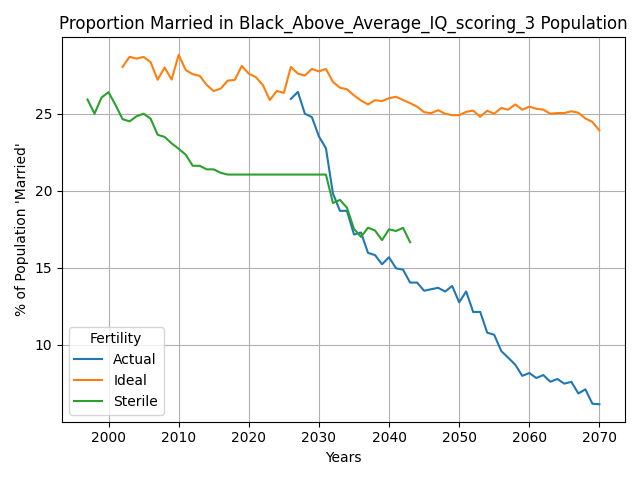 Proportion Married in Black_Above_Average_IQ_scoring_3 Population
% of Population 'Married'
25
20
15
10
Fertility
Actual
Ideal
Sterile
2000 2010 2020 2030 2040 2050 2060 2070
Years